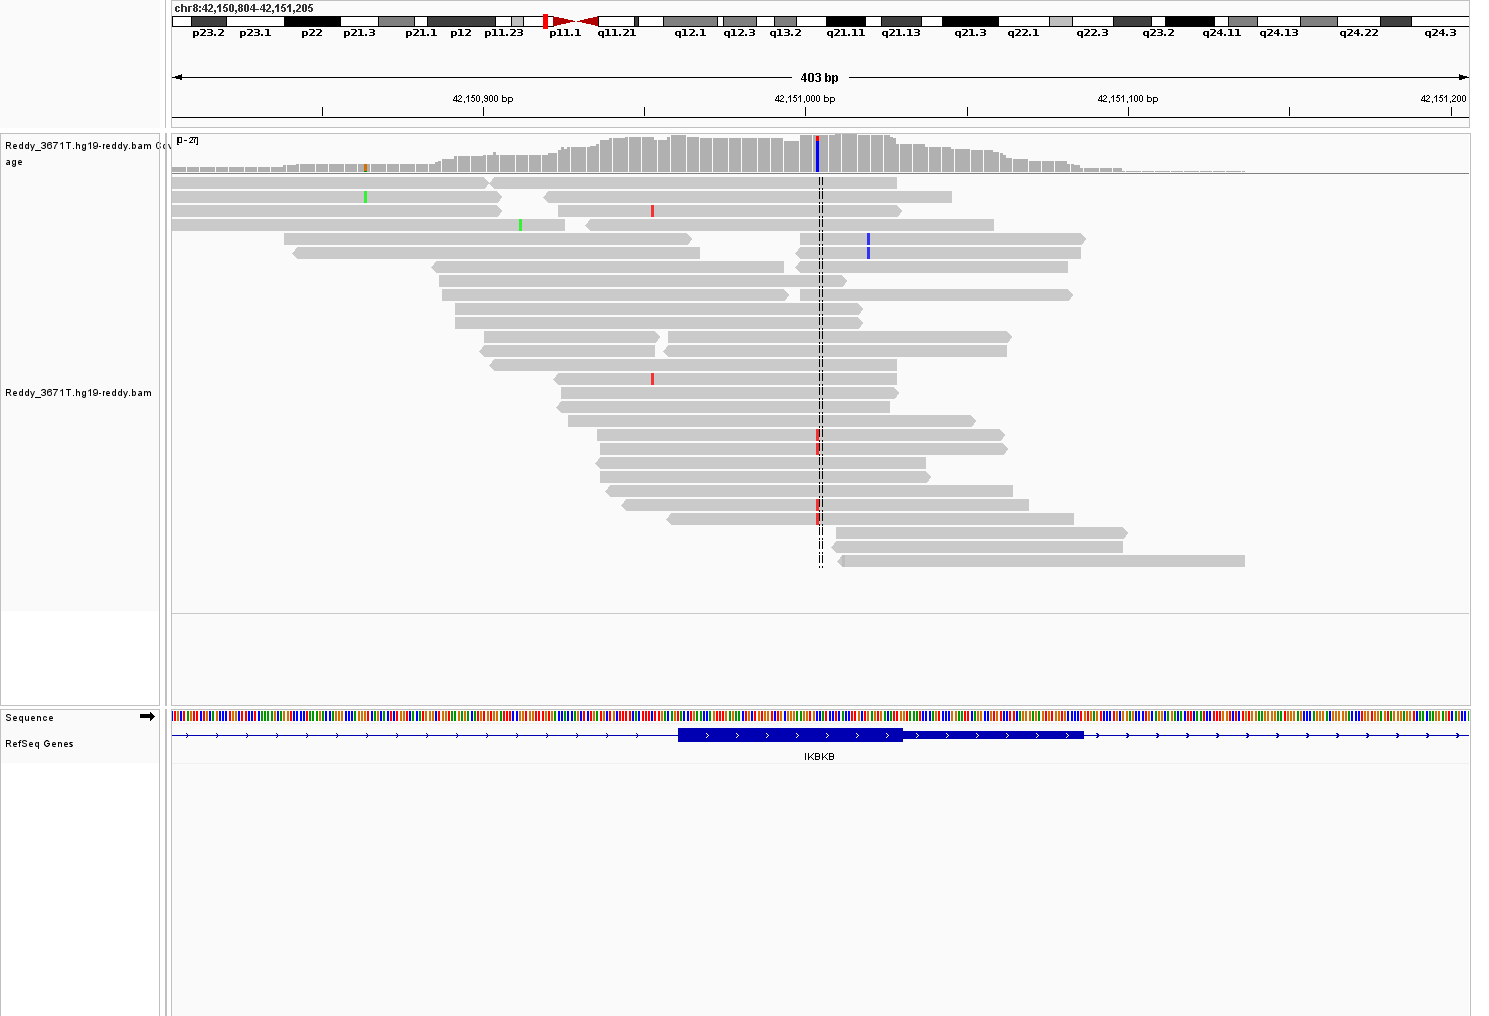 chr8:42,150,804-42,151,205
p23.2 p23.1 p22 p21.3 p21.1 p12 p11.23 p11.1 q11.21 q12.1 q12.3 q13.2 q21.11 q21.13 q21.3 q22.1 q22.3 q23.2 q24.11 q24.13 q24.22 q24.3
403 bp
42,150,900 bp 42,151,000 bp 42,151,100 bp 42,151,200
[0 - 27]
Reddy_3671T.hg19-reddy.bam Cov
age
Reddy_3671T.hg19-reddy.bam
Sequence
RefSeq Genes
IKBKB